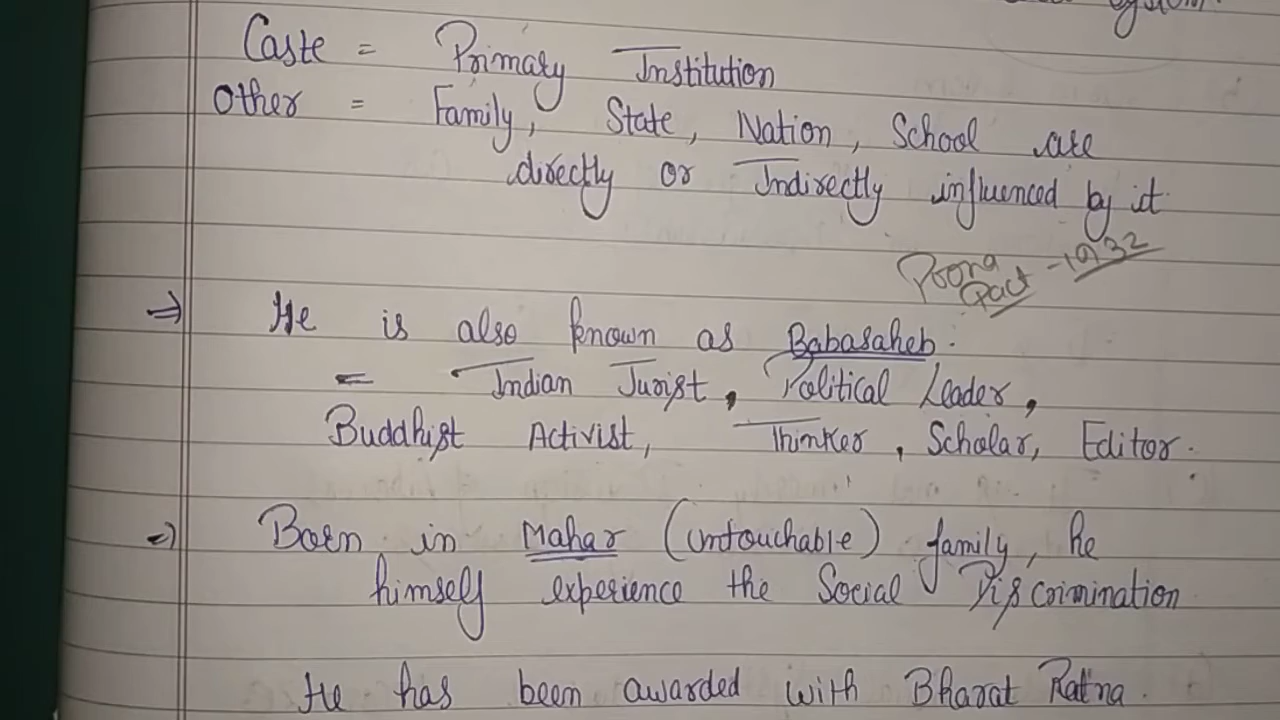 Caste = Primary Institution
Other = Family, State, Nation, School are
directly or Indirectly influenced by it
Poona
Pact - 1932
⇒ He is also known as Babasaheb.
= Indian Jurist, Political Leader,
Buddhist Activist, Thinker, Scholar, Editor.
⇒ Born in Mahar (Untouchable) family, he
himself experience the Social Discrimination
He has been awarded with Bharat Ratna.